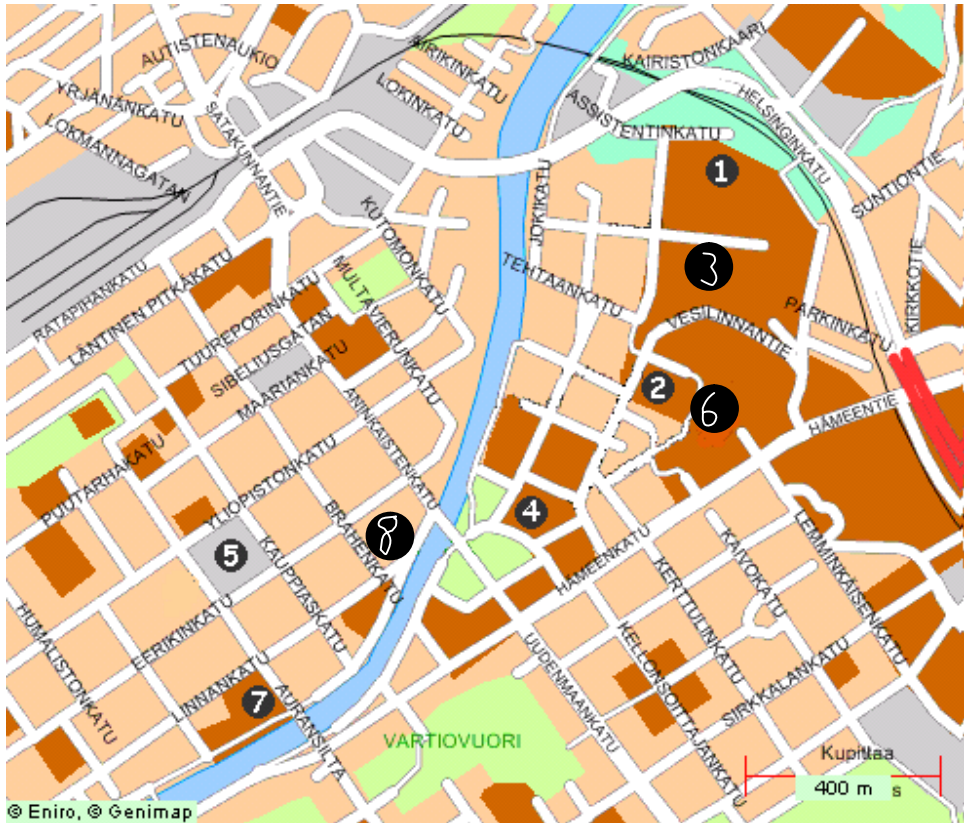 AUTISTENAUKIO
YRJÄNÄNKATU
LOKMANNAGATAN
SATAKUNNANTIE
LOKINKATU
KAIRISTONKAARI
ASSISTENTINKATU
HELSINGINKATU
SUNTIONTIE
KIRKKOTIE
1
3
JOKIKATU
TEHTAANKATU
KUTOMONKATU
MULTAVIERUNKATU
RATAPIHANKATU
LÄNTINEN PITKÄKATU
TUUREPORINKATU
SIBELIUSGATAN
MAARIANKATU
VESILINNANTIE
PARKINKATU
2
6
HÄMEENTIE
ANINKAISTENKATU
PUUTARHAKATU
YLIOPISTONKATU
BRAHENKATU
8
4
5
KAUPPIASKATU
HÄMEENKATU
HUMALISTONKATU
EERIKINKATU
LINNANKATU
7
AURANSILTA
UUDENMAANKATU
KELLONSOITTAJANKATU
KERTTULINKATU
KAIVOKATU
LEMMINKÄISENKATU
SIRKKALANKATU
VARTIOVUORI
Kupittaa
400 m s
© Eniro, © Genimap